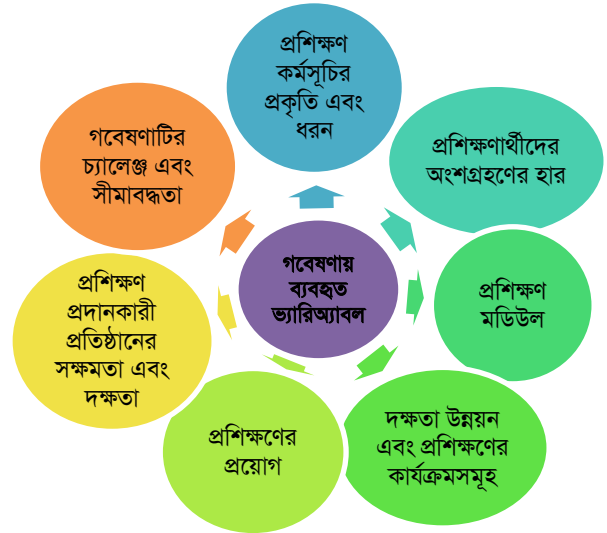 প্রশিক্ষণ
কর্মসূচির
প্রকৃতি এবং
ধরন
প্রশিক্ষণার্থীদের
অংশগ্রহণের হার
প্রশিক্ষণ
মডিউল
দক্ষতা উন্নয়ন
এবং প্রশিক্ষণের
কার্যক্রমসমূহ
প্রশিক্ষণের
প্রয়োগ
প্রশিক্ষণ
প্রদানকারী
প্রতিষ্ঠানের
সক্ষমতা এবং
দক্ষতা
গবেষণাটির
চ্যালেঞ্জ এবং
সীমাবদ্ধতা
গবেষণায়
ব্যবহৃত
ভ্যারিঅ্যাবল